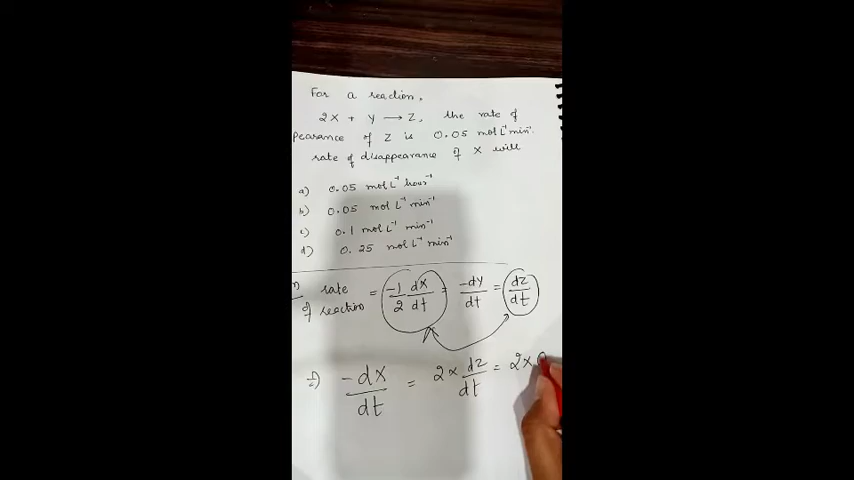 For a reaction,
2X + Y → Z, the rate of
pearance of Z is 0.05 mol L⁻¹ min⁻¹.
rate of disappearance of X will
a) 0.05 mol L⁻¹ hour⁻¹
b) 0.05 mol L⁻¹ min⁻¹
c) 0.1 mol L⁻¹ min⁻¹
d) 0.25 mol L⁻¹ min⁻¹
rate of reaction = -1/2 dX/dt = -dY/dt = dZ/dt
-dX/dt = 2 × dZ/dt = 2 × 0